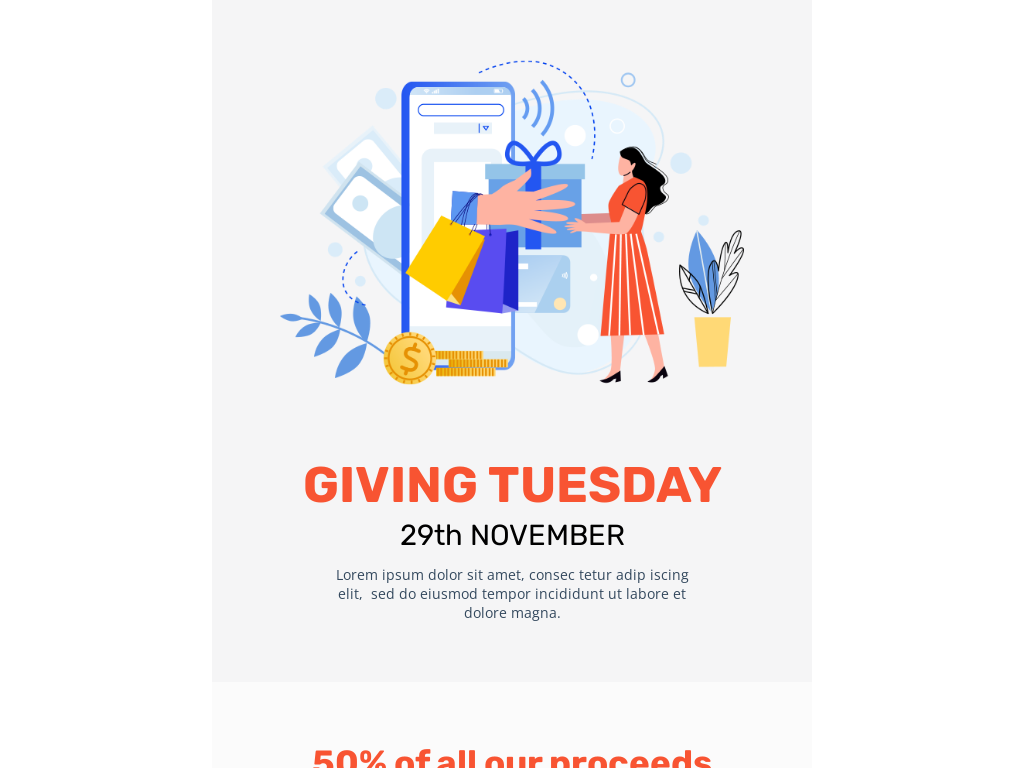 GIVING TUESDAY
29th NOVEMBER
Lorem ipsum dolor sit amet, consec tetur adip iscing
elit,  sed do eiusmod tempor incididunt ut labore et
dolore magna.
50% of all our proceeds